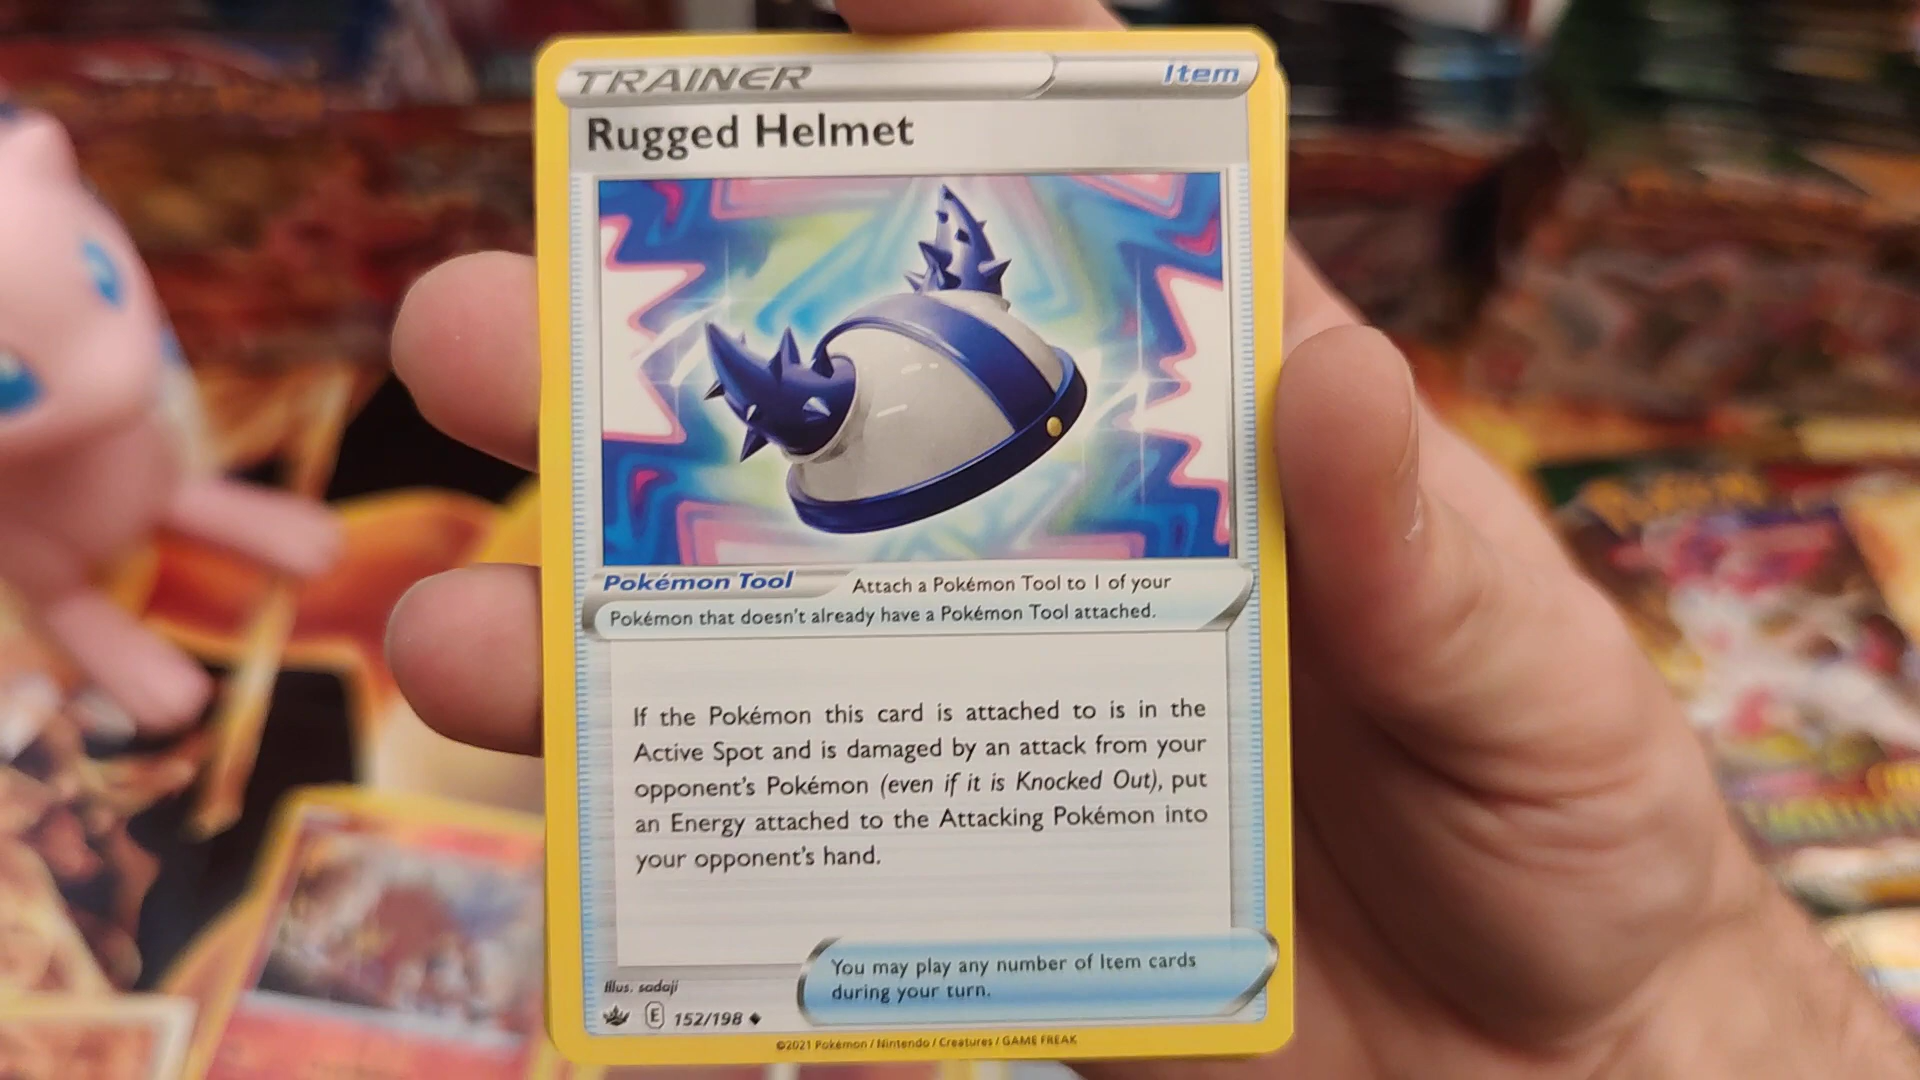 TRAINER Item
Rugged Helmet
Pokémon Tool Attach a Pokémon Tool to 1 of your
Pokémon that doesn't already have a Pokémon Tool attached.
If the Pokémon this card is attached to is in the
Active Spot and is damaged by an attack from your
opponent's Pokémon (even if it is Knocked Out), put
an Energy attached to the Attacking Pokémon into
your opponent's hand.
You may play any number of Item cards
during your turn.
Illus. sadaji
E 152/198
©2021 Pokémon / Nintendo / Creatures / GAME FREAK
POKéMON